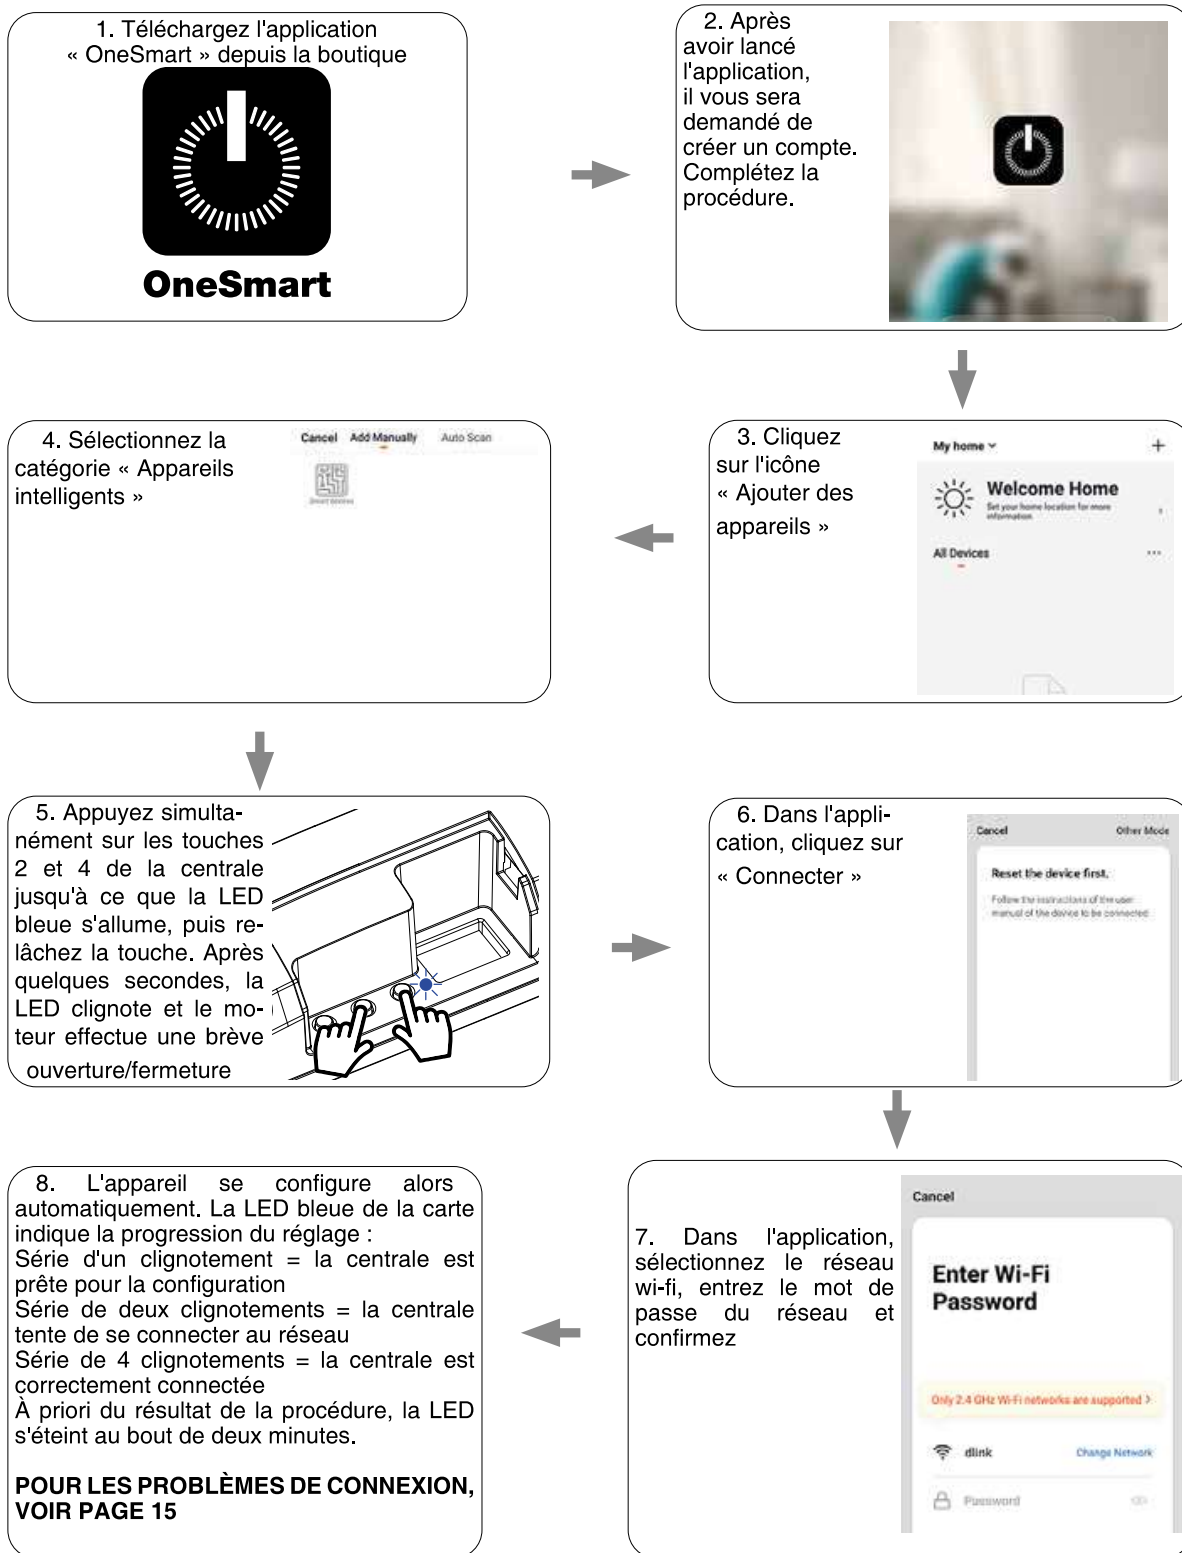 1. Téléchargez l'application
« OneSmart » depuis la boutique
OneSmart
2. Après
avoir lancé
l'application,
il vous sera
demandé de
créer un compte.
Complétez la
procédure.
3. Cliquez
sur l'icône
« Ajouter des
appareils »
My home
+
Welcome Home
Set your home location for more
information
All Devices
...
4. Sélectionnez la
catégorie « Appareils
intelligents »
Cancel Add Manually Auto Scan
Smart devices
5. Appuyez simulta-
nément sur les touches
2 et 4 de la centrale
jusqu'à ce que la LED
bleue s'allume, puis re-
lâchez la touche. Après
quelques secondes, la
LED clignote et le mo-
teur effectue une brève
ouverture/fermeture
6. Dans l'appli-
cation, cliquez sur
« Connecter »
Cancel Other Mode
Reset the device first.
Follow the instructions of the user
manual of the device to be connected
7. Dans l'application,
sélectionnez le réseau
wi-fi, entrez le mot de
passe du réseau et
confirmez
Cancel
Enter Wi-Fi
Password
Only 2.4 GHz Wi-Fi networks are supported >
dlink Change Network
Password
8. L'appareil se configure alors
automatiquement. La LED bleue de la carte
indique la progression du réglage :
Série d'un clignotement = la centrale est
prête pour la configuration
Série de deux clignotements = la centrale
tente de se connecter au réseau
Série de 4 clignotements = la centrale est
correctement connectée
À priori du résultat de la procédure, la LED
s'éteint au bout de deux minutes.
POUR LES PROBLÈMES DE CONNEXION,
VOIR PAGE 15